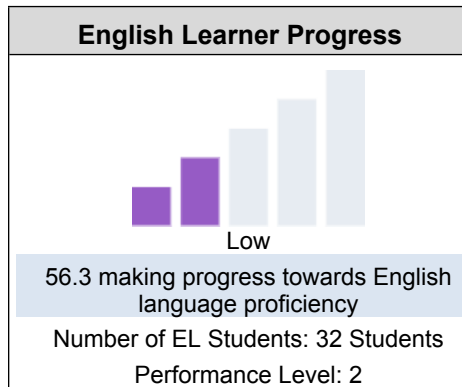 English Learner Progress
Low
56.3 making progress towards English
language proficiency
Number of EL Students: 32 Students
Performance Level: 2